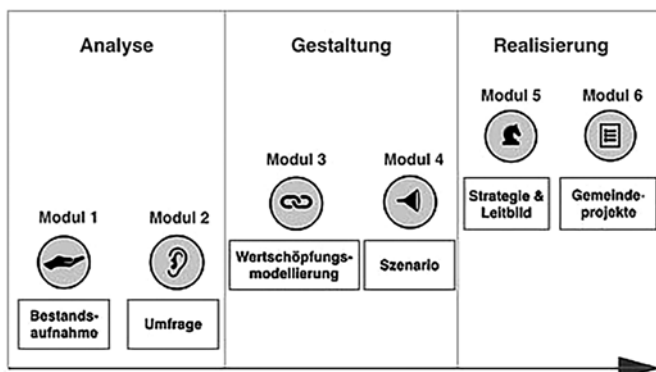 Analyse
Gestaltung
Realisierung
Modul 5
Modul 6
Modul 3
Modul 4
Strategie &
Leitbild
Gemeinde-
projekte
Modul 1
Modul 2
Wertschöpfungs-
modellierung
Szenario
Bestands-
aufnahme
Umfrage